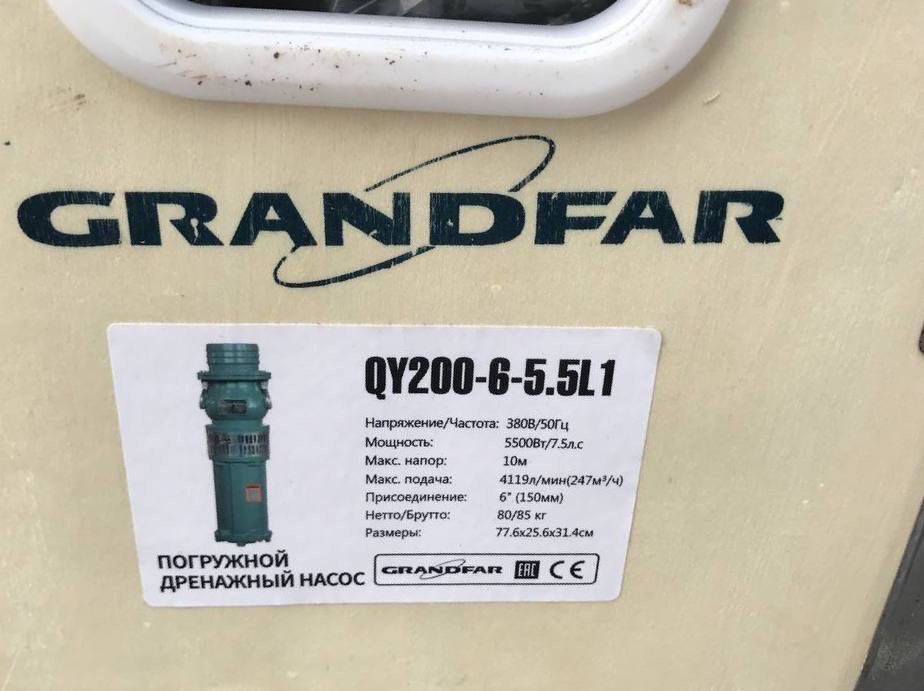 GRANDFAR
QY200-6-5.5L1
Напряжение/Частота: 380В/50Гц
Мощность: 5500Вт/7.5л.с
Макс. напор: 10м
Макс. подача: 4119л/мин(247м³/ч)
Присоединение: 6" (150мм)
Нетто/Брутто: 80/85 кг
Размеры: 77.6x25.6x31.4см
ПОГРУЖНОЙ
ДРЕНАЖНЫЙ НАСОС
GRANDFAR EAC CE